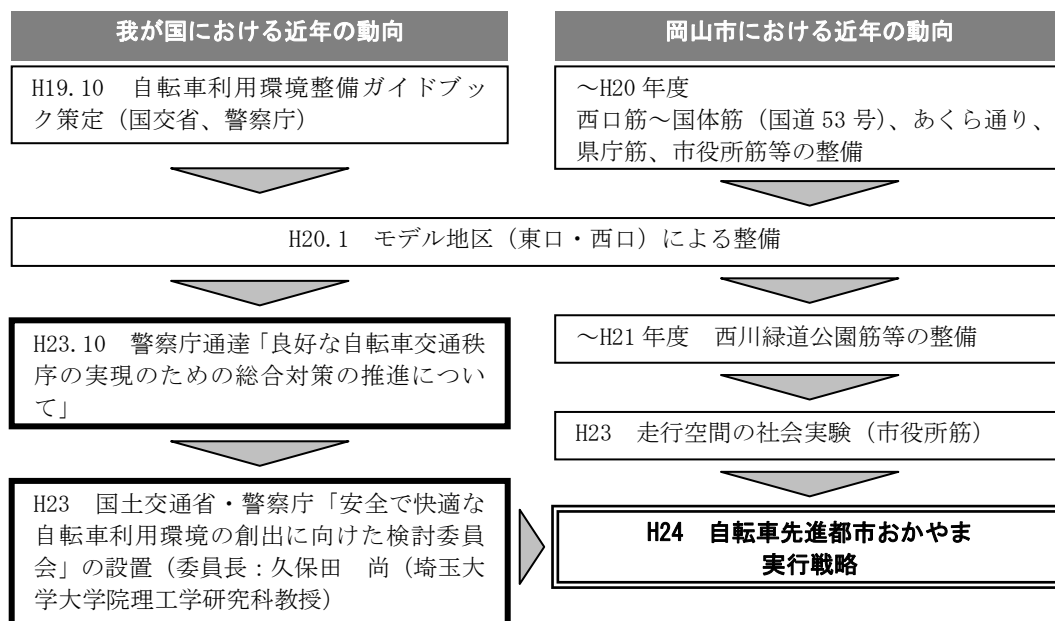 我が国における近年の動向
岡山市における近年の動向
H19.10　自転車利用環境整備ガイドブッ
ク策定（国交省、警察庁）
～H20年度
西口筋～国体筋（国道53号）、あくら通り、
県庁筋、市役所筋等の整備
H20.1　モデル地区（東口・西口）による整備
H23.10　警察庁通達「良好な自転車交通秩
序の実現のための総合対策の推進につい
て」
～H21年度　西川緑道公園筋等の整備
H23　走行空間の社会実験（市役所筋）
H23　国土交通省・警察庁「安全で快適な
自転車利用環境の創出に向けた検討委員
会」の設置（委員長：久保田　尚（埼玉大
学大学院理工学研究科教授）
H24　自転車先進都市おかやま
実行戦略